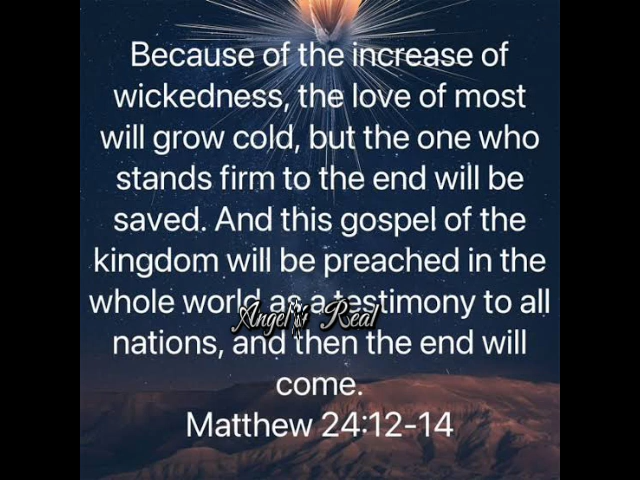 Because of the increase of
wickedness, the love of most
will grow cold, but the one who
stands firm to the end will be
saved. And this gospel of the
kingdom will be preached in the
whole world as a testimony to all
Angel Real
nations, and then the end will
come.
Matthew 24:12-14